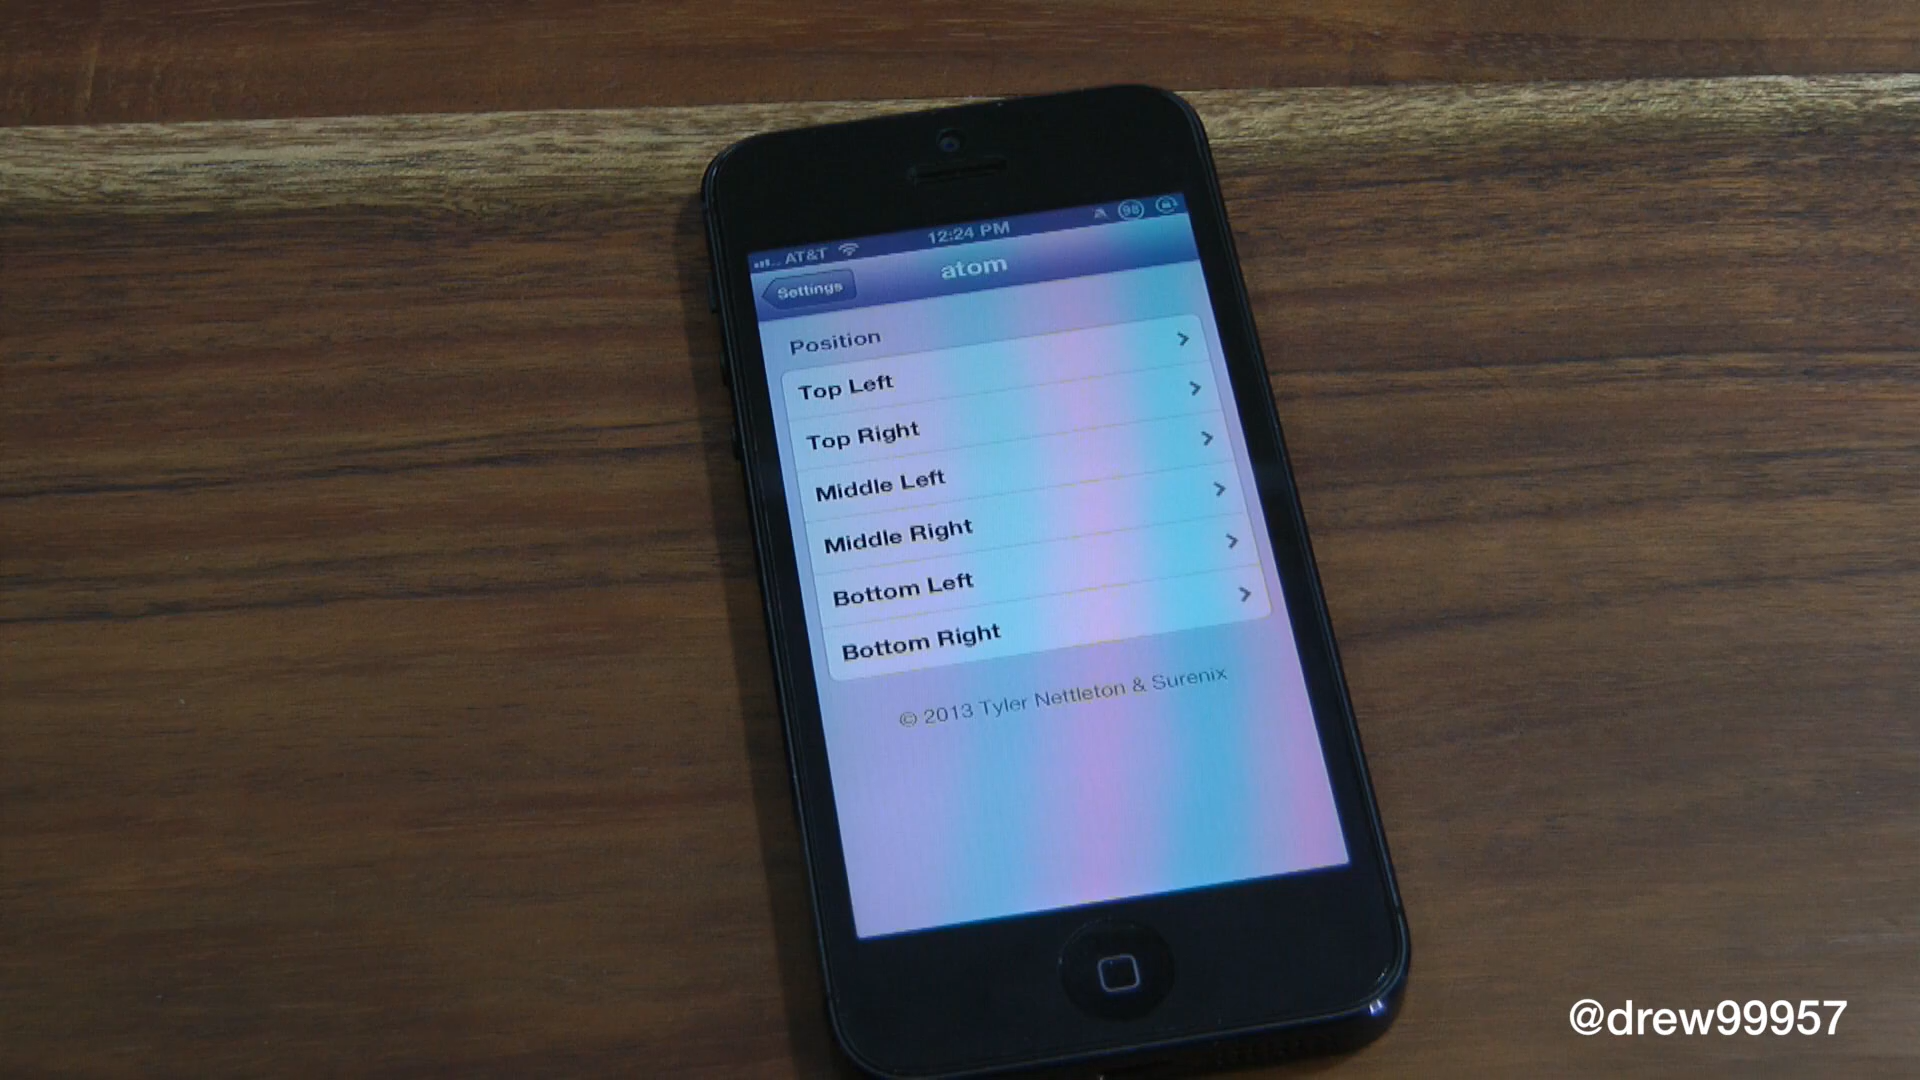 AT&T 12:24 PM 98
Settings
atom
Position
Top Left
Top Right
Middle Left
Middle Right
Bottom Left
Bottom Right
© 2013 Tyler Nettleton & Surenix
@drew99957